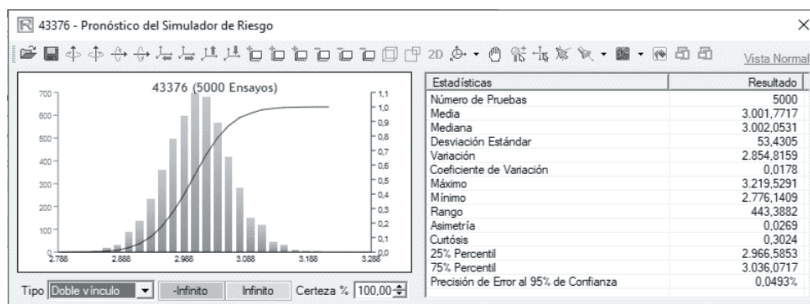 43376 - Pronóstico del Simulador de Riesgo
2D
Vista Normal
43376 (5000 Ensayos)
700
600
500
400
300
200
100
0
1,1
1,0
0,9
0,8
0,7
0,6
0,5
0,4
0,3
0,2
0,1
0,0
2.788 2.888 2.988 3.088 3.188 3.288
Tipo Doble vínculo -Infinito Infinito Certeza % 100,00
Estadísticas Resultado
Número de Pruebas 5000
Media 3.001,7717
Mediana 3.002,0531
Desviación Estándar 53,4305
Variación 2.854,8159
Coeficiente de Variación 0,0178
Máximo 3.219,5291
Mínimo 2.776,1409
Rango 443,3882
Asimetría 0,0269
Curtósis 0,3024
25% Percentil 2.966,5853
75% Percentil 3.036,0717
Precisión de Error al 95% de Confianza 0,0493%